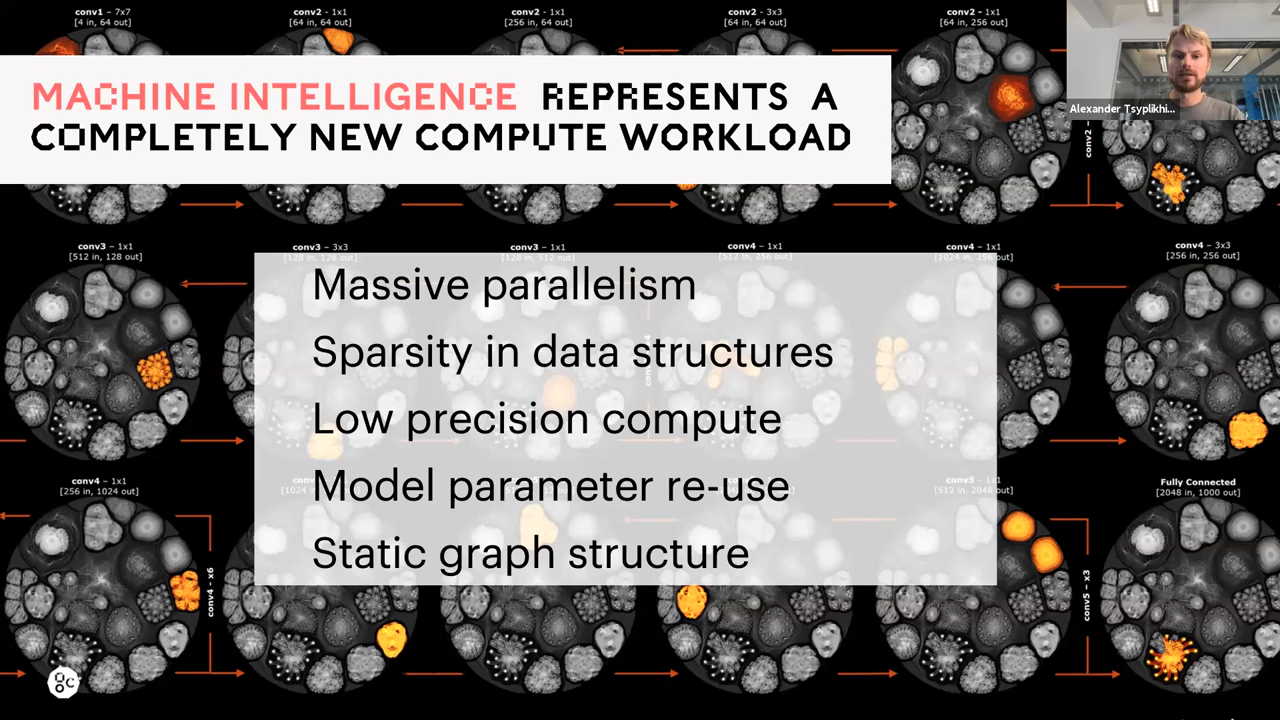 conv1 – 7x7
[4 in, 64 out]
conv2 - 1x1
[64 in, 64 out]
conv2 - 1x1
[256 in, 64 out]
conv2 - 3x3
[64 in, 64 out]
conv2 - 1x1
[64 in, 256 out]
Alexander Tsyplikhi...
MACHINE INTELLIGENCE REPRESENTS A
COMPLETELY NEW COMPUTE WORKLOAD
conv2 -
conv3 – 1x1
[512 in, 128 out]
conv3 - 3x3
[128 in, 128 out]
conv3 - 1x1
[128 in, 512 out]
conv4 - 1x1
[512 in, 256 out]
conv4 - 1x1
[1024 in, 256 out]
conv4 - 3x3
[256 in, 256 out]
Massive parallelism
Sparsity in data structures
Low precision compute
Model parameter re-use
Static graph structure
conv4 - 1x1
[256 in, 1024 out]
conv5 - 1x1
[512 in, 2048 out]
Fully Connected
[2048 in, 1000 out]
conv4 - x6
conv5 - x3
gc